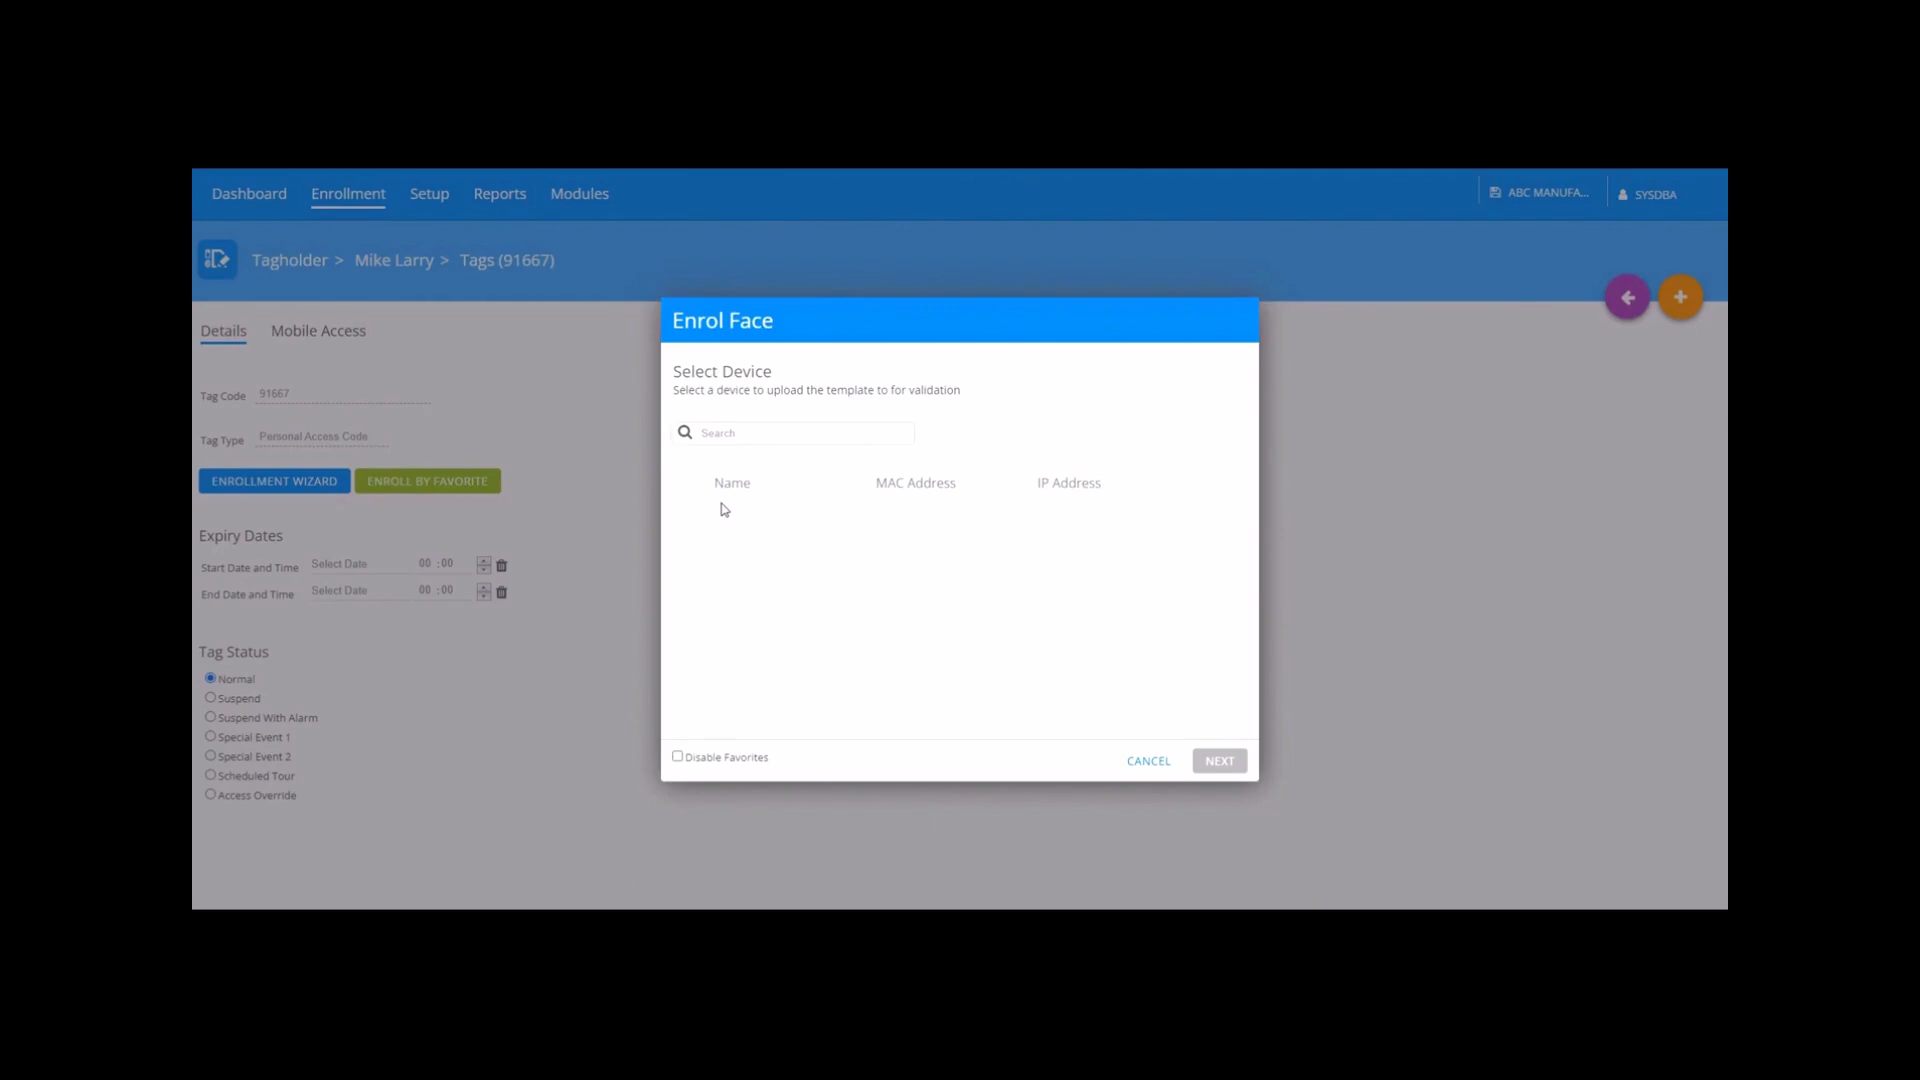 Dashboard Enrollment Setup Reports Modules ABC MANUFA... SYSDBA
Tagholder > Mike Larry > Tags (91667)
Details Mobile Access
Tag Code 91667
Tag Type Personal Access Code
ENROLLMENT WIZARD ENROLL BY FAVORITE
Expiry Dates
Start Date and Time Select Date 00 :00
End Date and Time Select Date 00 :00
Tag Status
Normal
Suspend
Suspend With Alarm
Special Event 1
Special Event 2
Scheduled Tour
Access Override
Enrol Face
Select Device
Select a device to upload the template to for validation
Search
Name MAC Address IP Address
Disable Favorites CANCEL NEXT